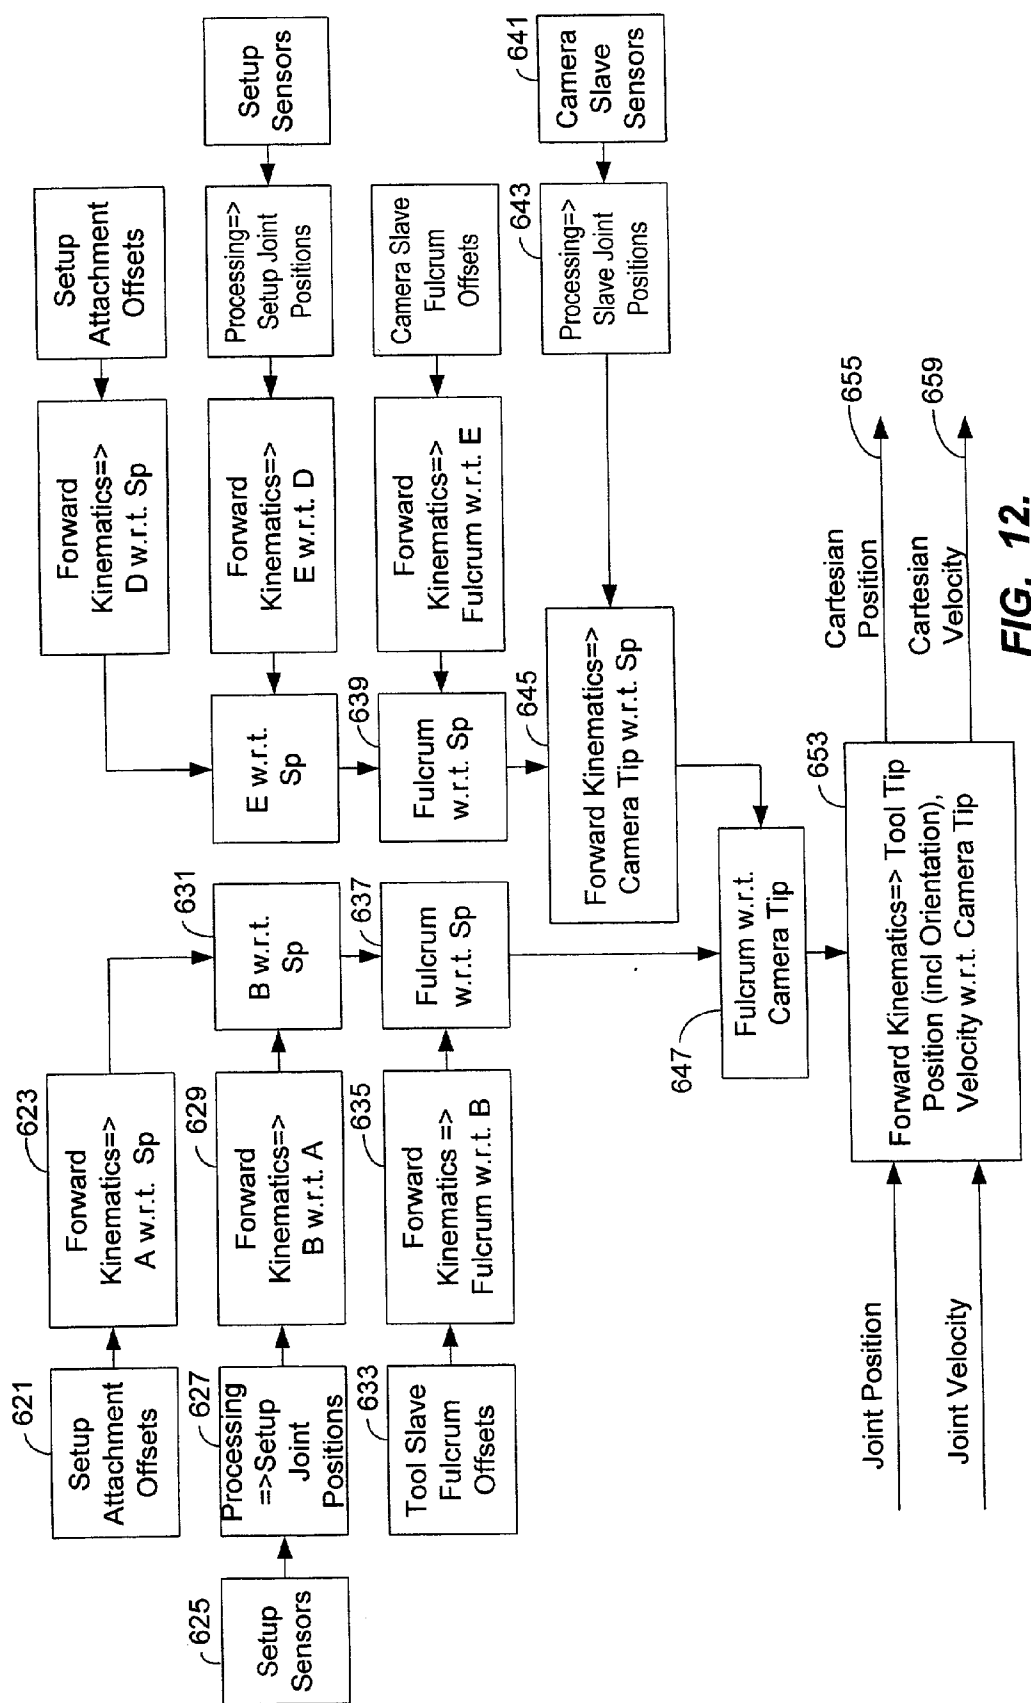 621
Setup
Attachment
Offsets
623
Forward
Kinematics=>
A w.r.t. Sp
Forward
Kinematics=>
D w.r.t. Sp
Setup
Attachment
Offsets
625
Setup
Sensors
627
Processing
=>Setup
Joint
Positions
629
Forward
Kinematics=>
B w.r.t. A
631
B w.r.t.
Sp
E w.r.t.
Sp
Forward
Kinematics=>
E w.r.t. D
Processing=>
Setup Joint
Positions
Setup
Sensors
633
Tool Slave
Fulcrum
Offsets
635
Forward
Kinematics =>
Fulcrum w.r.t. B
637
Fulcrum
w.r.t. Sp
639
Fulcrum
w.r.t. Sp
Forward
Kinematics=>
Fulcrum w.r.t. E
Camera Slave
Fulcrum
Offsets
645
Forward Kinematics=>
Camera Tip w.r.t. Sp
643
Processing=>
Slave Joint
Positions
641
Camera
Slave
Sensors
647
Fulcrum w.r.t.
Camera Tip
Joint Position
Joint Velocity
653
Forward Kinematics=> Tool Tip
Position (incl Orientation),
Velocity w.r.t. Camera Tip
Cartesian
Position
655
Cartesian
Velocity
659
FIG. 12.